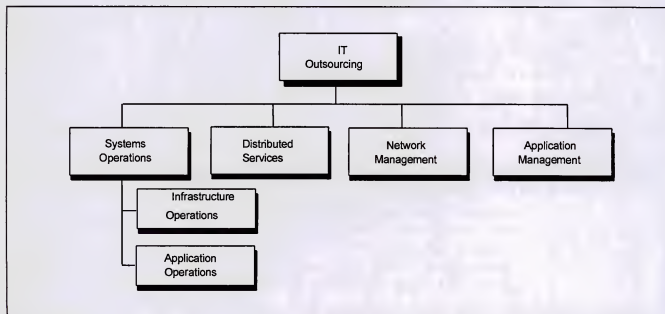 IT
Outsourcing
Systems
Operations
Distributed
Services
Network
Management
Application
Management
Infrastructure
Operations
Application
Operations